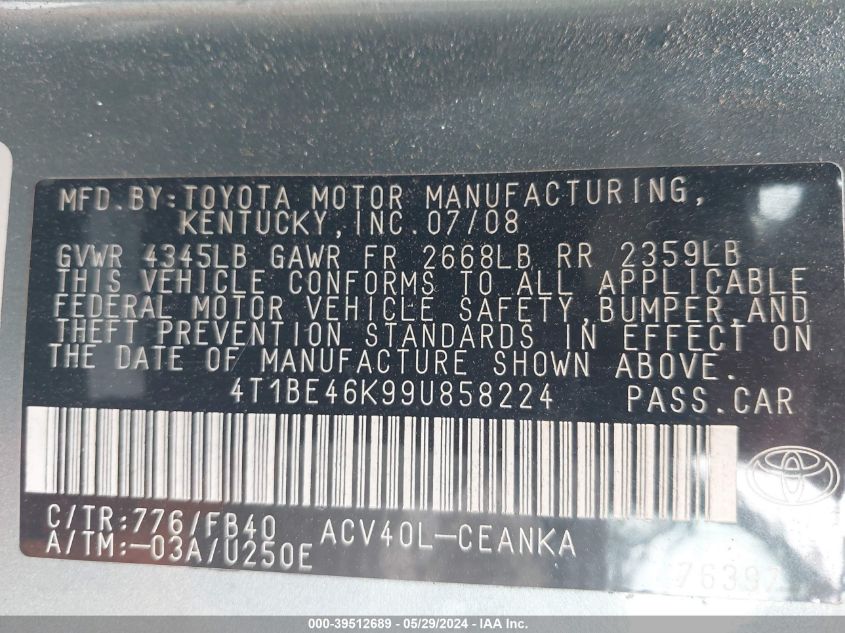 MFD.BY:TOYOTA MOTOR MANUFACTURING,
KENTUCKY, INC. 07/08
GVWR 4345LB GAWR FR 2668LB RR 2359LB
THIS VEHICLE CONFORMS TO ALL APPLICABLE
FEDERAL MOTOR VEHICLE SAFETY, BUMPER, AND
THEFT PREVENTION STANDARDS IN EFFECT ON
THE DATE OF MANUFACTURE SHOWN ABOVE.
4T1BE46K99U858224 PASS.CAR
C/TR:776/FB40 ACV40L-CEANKA
A/TM:-03A/U250E
000-39512689 - 05/29/2024 - IAA Inc.